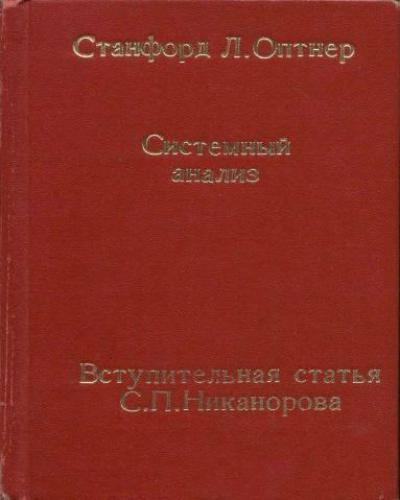 Станфорд Л.Оптнер
Системный
анализ
Вступительная статья
С.П.Никанорова